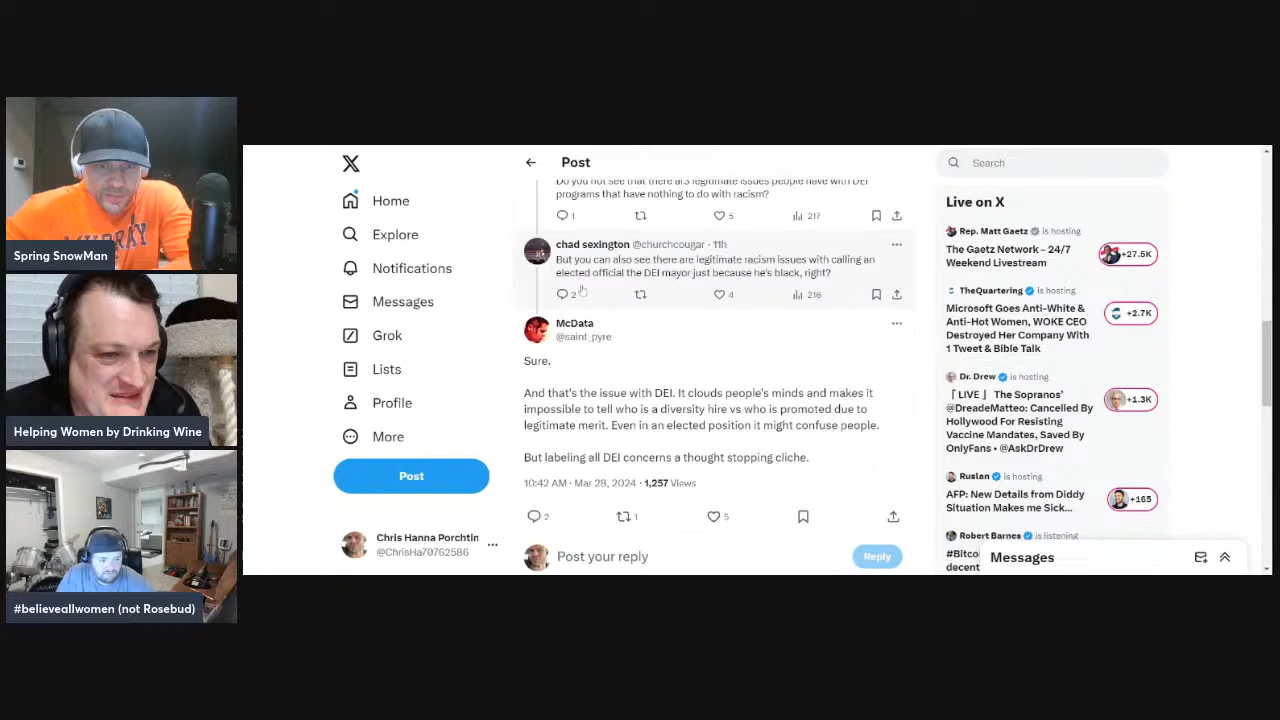 Spring SnowMan
Helping Women by Drinking Wine
#believeallwomen (not Rosebud)
MURRAY
Home
Explore
Notifications
Messages
Grok
Lists
Profile
More
Post
Chris Hanna Porchtin
@ChrisHa70762586
Post
Do you not see that there are legitimate issues people have with DEI
programs that have nothing to do with racism?
1
5
217
chad sexington @churchcougar · 11h
But you can also see there are legitimate racism issues with calling an
elected official the DEI mayor just because he's black, right?
2
4
216
McData
@saint_pyre
Sure.
And that's the issue with DEI. It clouds people's minds and makes it
impossible to tell who is a diversity hire vs who is promoted due to
legitimate merit. Even in an elected position it might confuse people.
But labeling all DEI concerns a thought stopping cliche.
10:42 AM · Mar 28, 2024 · 1,257 Views
2
1
5
Post your reply
Reply
Search
Live on X
Rep. Matt Gaetz is hosting
The Gaetz Network – 24/7
Weekend Livestream
+27.5K
TheQuartering is hosting
Microsoft Goes Anti-White &
Anti-Hot Women, WOKE CEO
Destroyed Her Company With
1 Tweet & Bible Talk
+2.7K
Dr. Drew is hosting
「 LIVE 」 The Sopranos'
@DreadeMatteo: Cancelled By
Hollywood For Resisting
Vaccine Mandates, Saved By
OnlyFans • @AskDrDrew
+1.3K
Ruslan is hosting
AFP: New Details from Diddy
Situation Makes me Sick...
+165
Robert Barnes is listening
#Bitco
decent
Messages